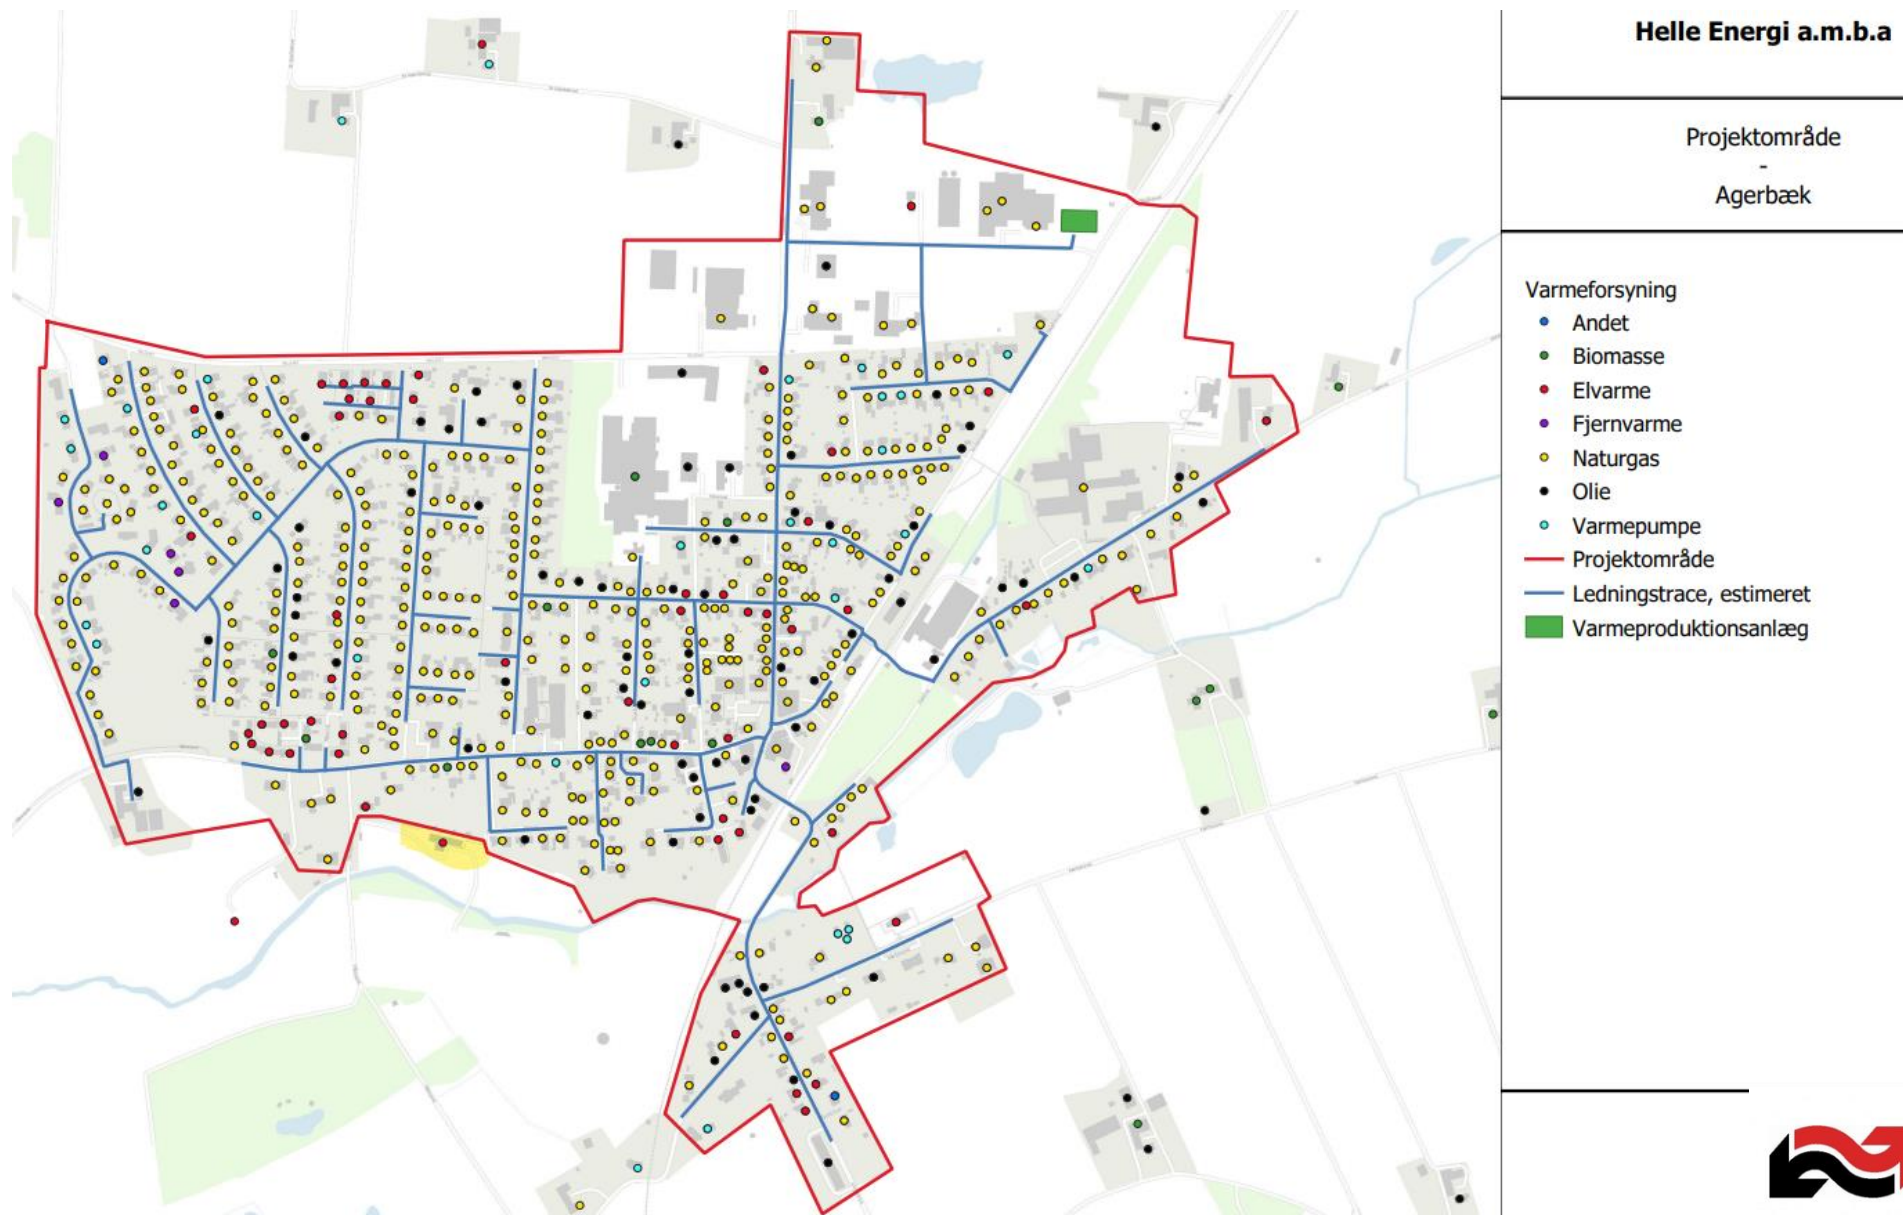 Helle Energi a.m.b.a
Projektområde
-
Agerbæk
Varmeforsyning
Andet
Biomasse
Elvarme
Fjernvarme
Naturgas
Olie
Varmepumpe
Projektområde
Ledningstrace, estimeret
Varmeproduktionsanlæg